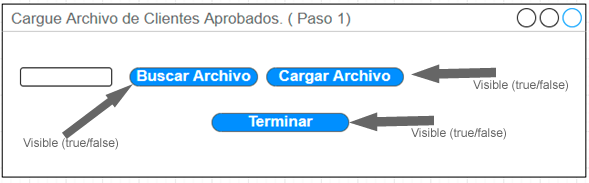 Cargue Archivo de Clientes Aprobados. ( Paso 1)
Buscar Archivo
Cargar Archivo
Visible (true/false)
Terminar
Visible (true/false)
Visible (true/false)